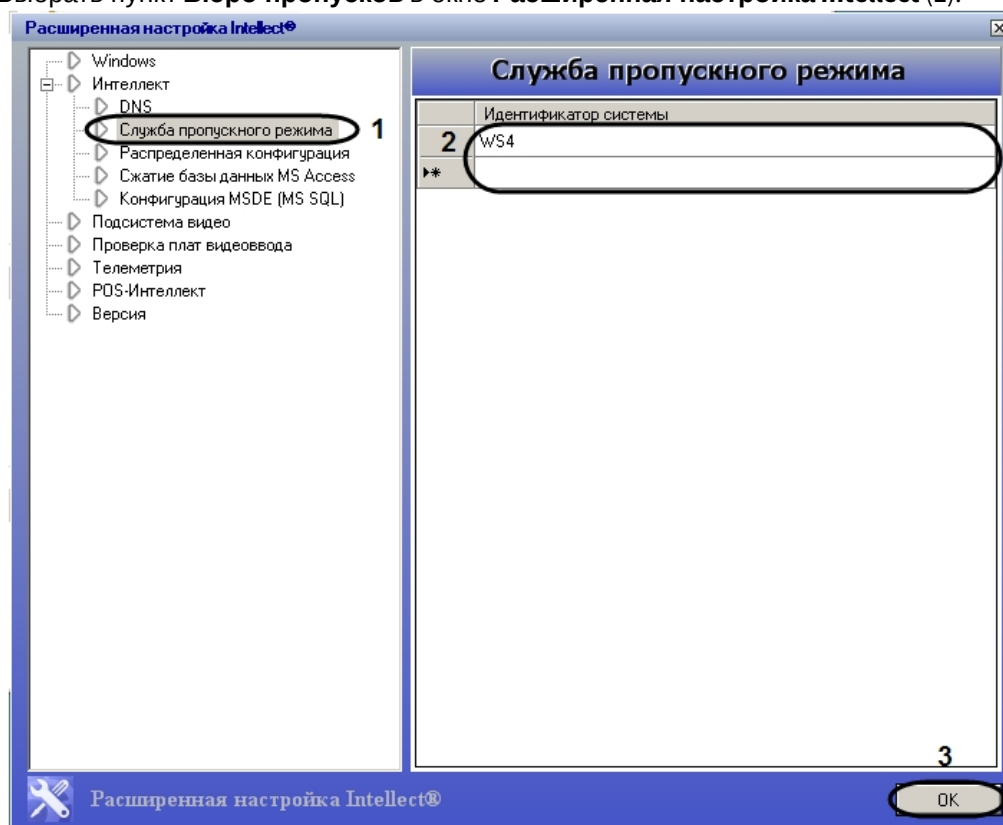 Выбрать пункт Бюро пропусков в окне Расширенная настройка Intellect (1).
Расширенная настройка Intellect®
Windows
Интеллект
DNS
Служба пропускного режима 1
Распределенная конфигурация
Сжатие базы данных MS Access
Конфигурация MSDE (MS SQL)
Подсистема видео
Проверка плат видеоввода
Телеметрия
POS-Интеллект
Версия
Служба пропускного режима
Идентификатор системы
2 WS4
3
Расширенная настройка Intellect®
OK